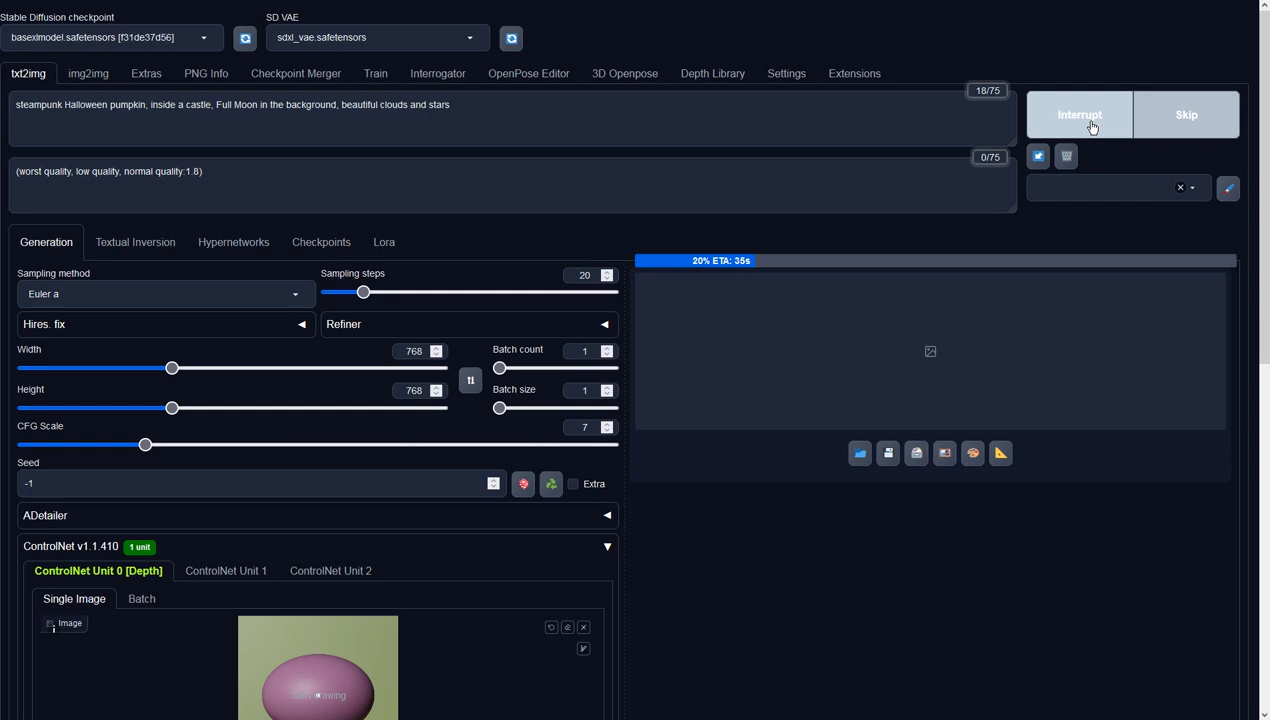 Stable Diffusion checkpoint
SD VAE
basexlmodel.safetensors [f31de37d56]
sdxl_vae.safetensors
txt2img
img2img
Extras
PNG Info
Checkpoint Merger
Train
Interrogator
OpenPose Editor
3D Openpose
Depth Library
Settings
Extensions
18/75
steampunk Halloween pumpkin, inside a castle, Full Moon in the background, beautiful clouds and stars
Interrupt
Skip
0/75
(worst quality, low quality, normal quality:1.8)
Generation
Textual Inversion
Hypernetworks
Checkpoints
Lora
20% ETA: 35s
Sampling method
Sampling steps
20
Euler a
Hires. fix
Refiner
Width
768
Batch count
1
Height
768
Batch size
1
CFG Scale
7
Seed
-1
Extra
ADetailer
ControlNet v1.1.410
1 unit
ControlNet Unit 0 [Depth]
ControlNet Unit 1
ControlNet Unit 2
Single Image
Batch
Image